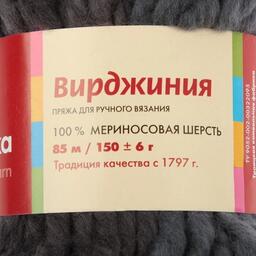 Вирджиния
ПРЯЖА ДЛЯ РУЧНОГО ВЯЗАНИЯ
100% МЕРИНОСОВАЯ ШЕРСТЬ
85 м / 150 ± 6 г
Традиция качества с 1797 г.